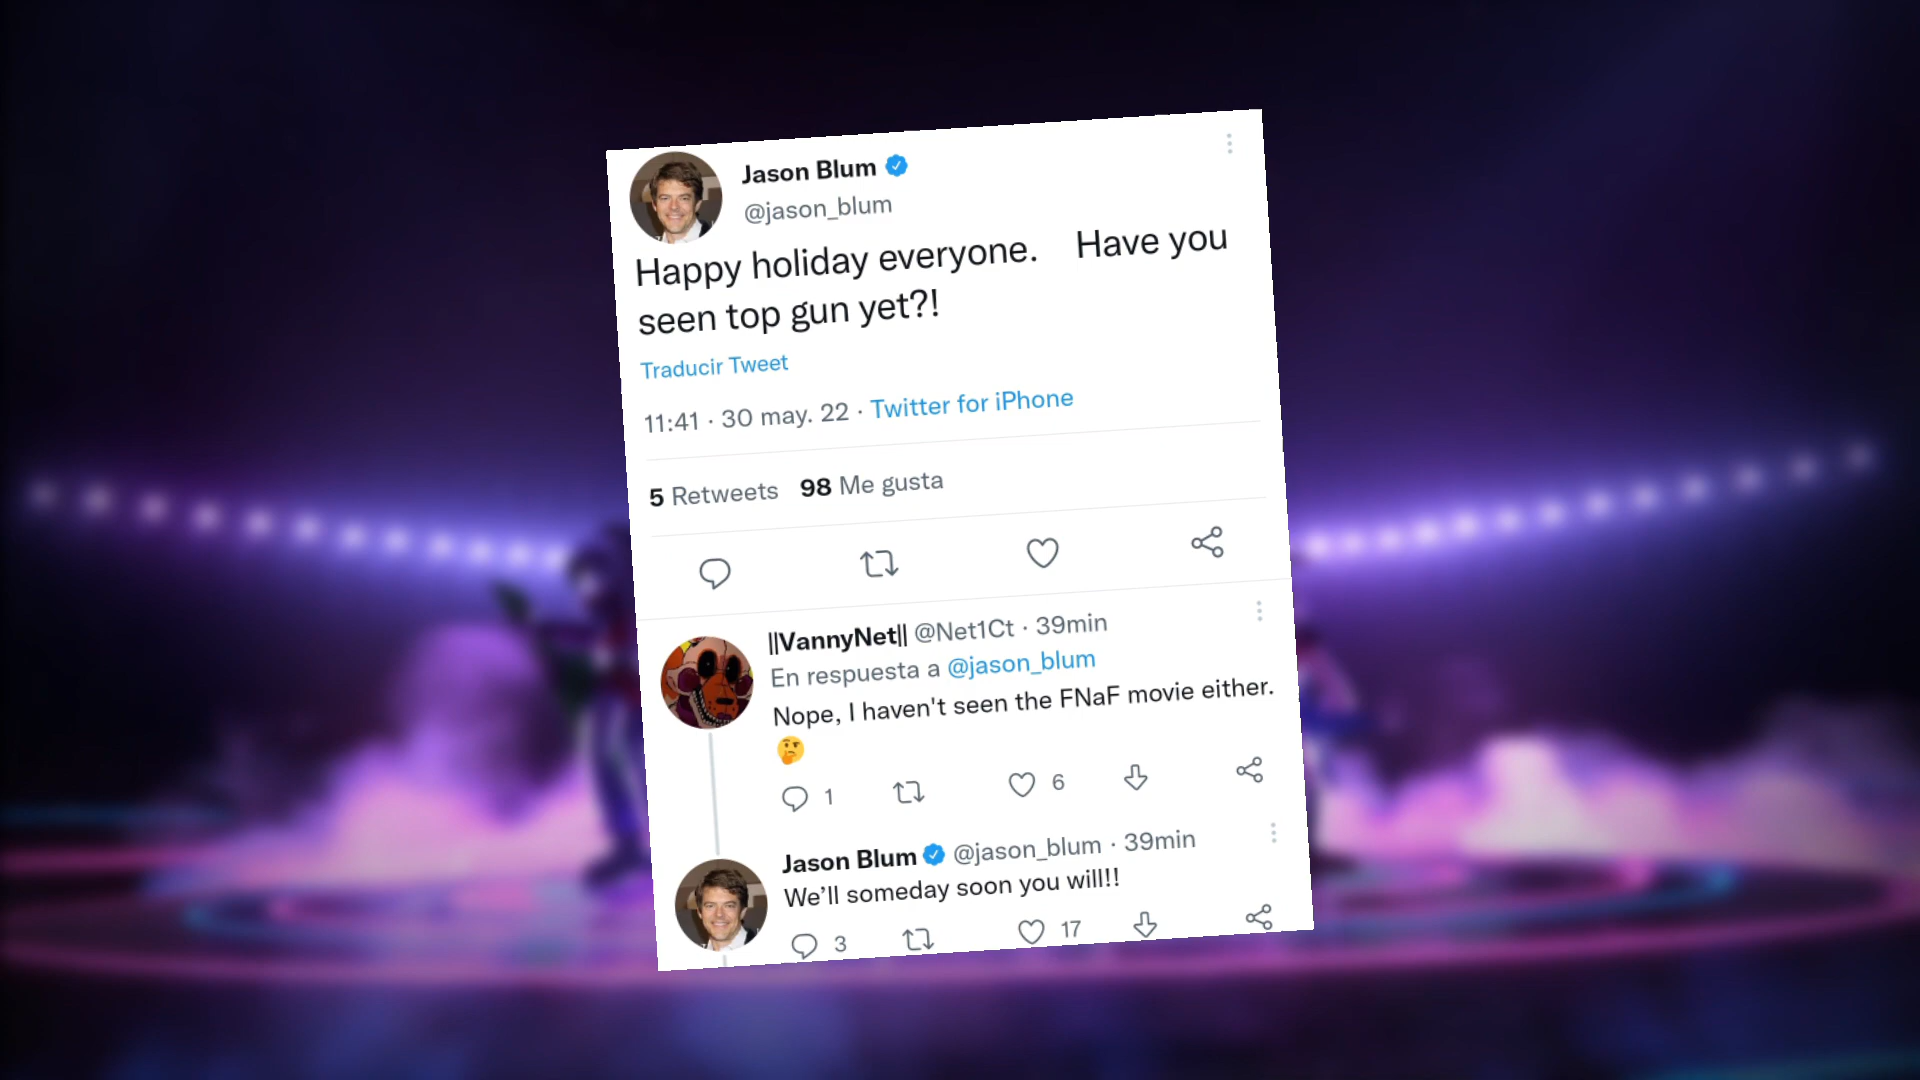 Jason Blum
@jason_blum
Happy holiday everyone.    Have you
seen top gun yet?!
Traducir Tweet
11:41 · 30 may. 22 · Twitter for iPhone
5 Retweets  98 Me gusta
||VannyNet|| @Net1Ct · 39min
En respuesta a @jason_blum
Nope, I haven't seen the FNaF movie either.
🤔
1 6
Jason Blum @jason_blum · 39min
We’ll someday soon you will!!
3 17